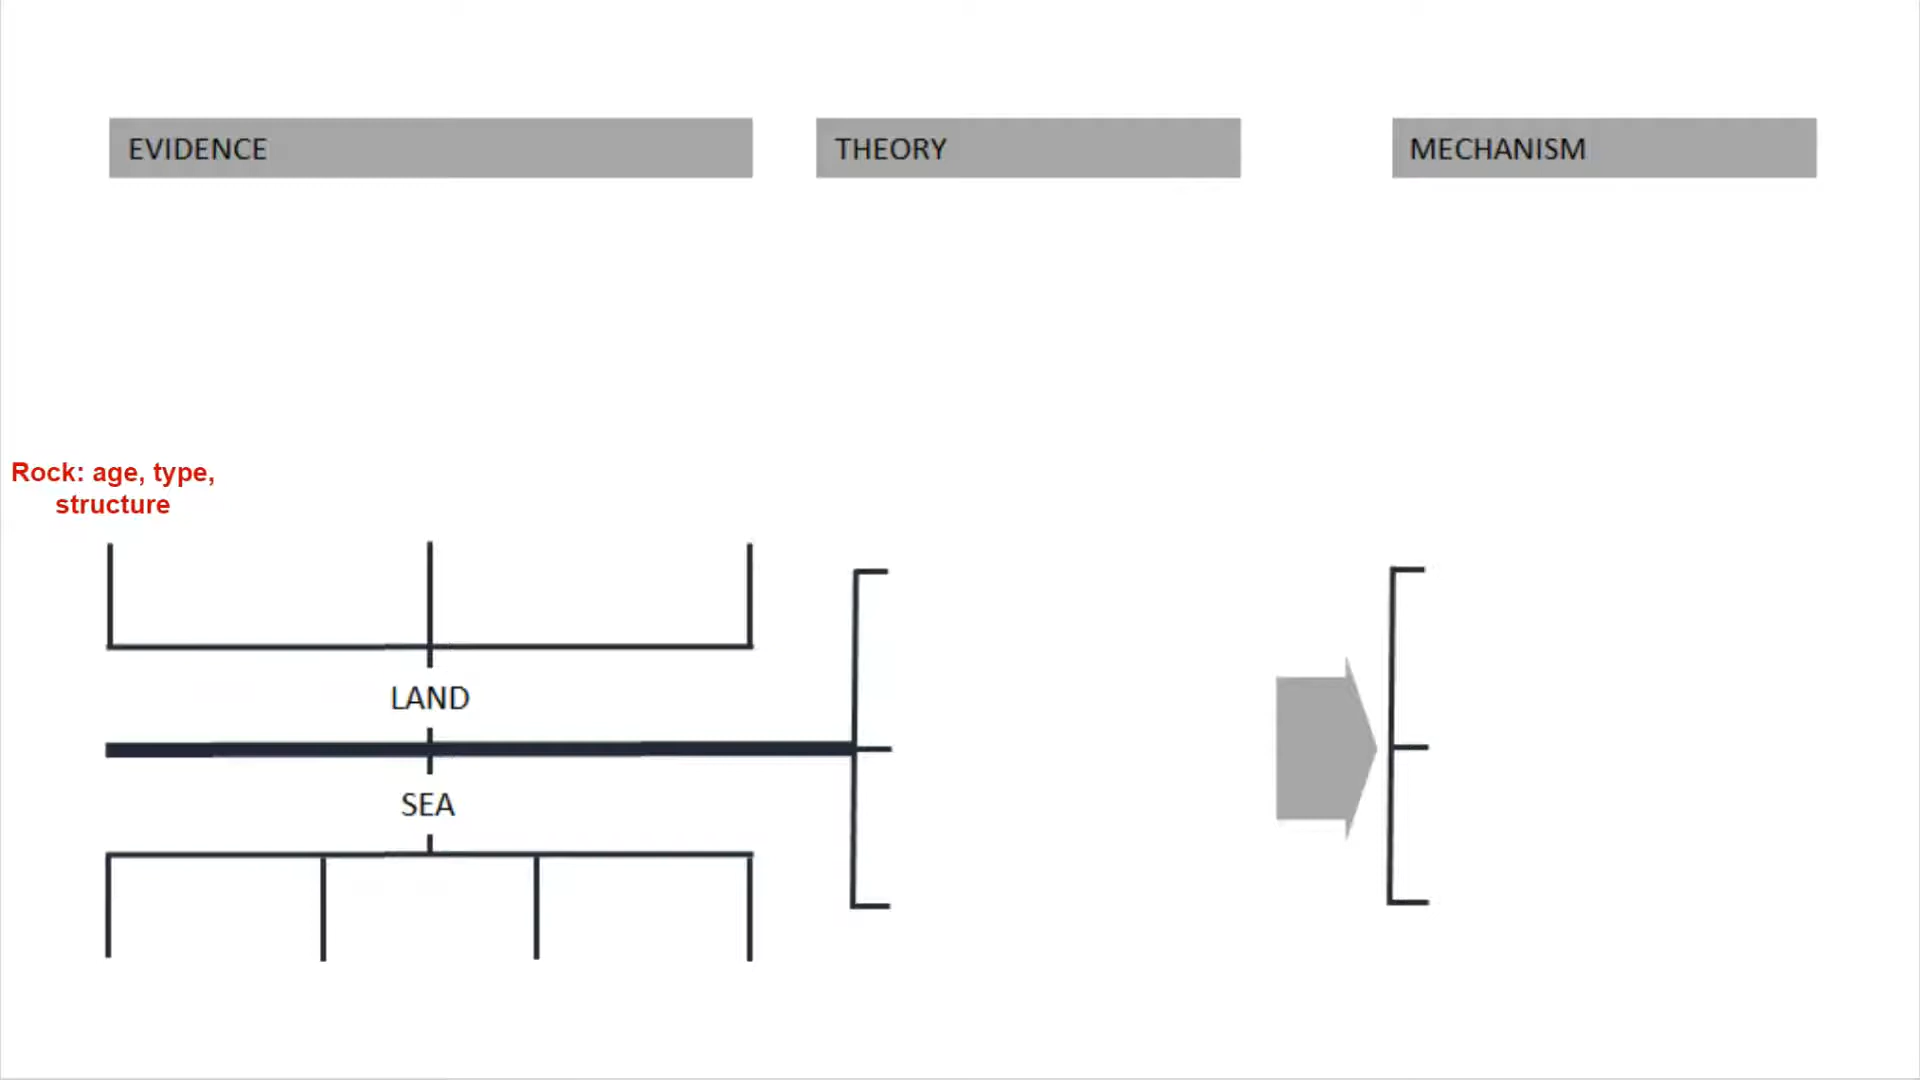 EVIDENCE
THEORY
MECHANISM
Rock: age, type,
structure
LAND
SEA